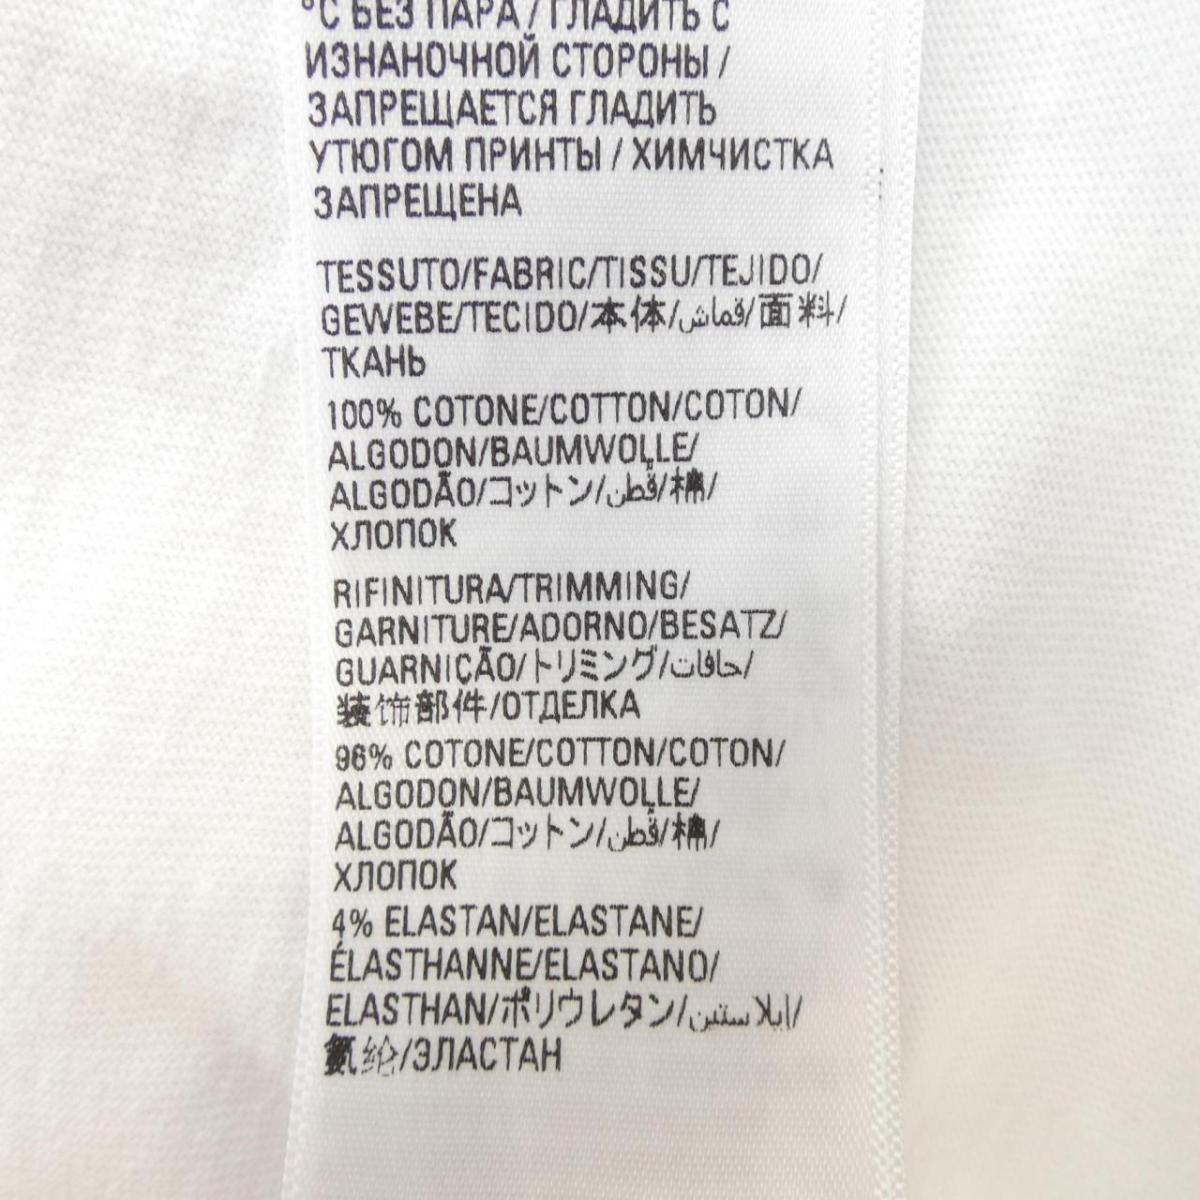 °C БЕЗ ПАРА / ГЛАДИТЬ С
ИЗНАНОЧНОЙ СТОРОНЫ /
ЗАПРЕЩАЕТСЯ ГЛАДИТЬ
УТЮГОМ ПРИНТЫ / ХИМЧИСТКА
ЗАПРЕЩЕНА
TESSUTO/FABRIC/TISSU/TEJIDO/
GEWEBE/TECIDO/本体/قماش/面料/
ТКАНЬ
100% COTONE/COTTON/COTON/
ALGODON/BAUMWOLLE/
ALGODÃO/コットン/قطن/棉/
ХЛОПОК
RIFINITURA/TRIMMING/
GARNITURE/ADORNO/BESATZ/
GUARNIÇÃO/トリミング/حافات/
装饰部件/ОТДЕЛКА
96% COTONE/COTTON/COTON/
ALGODON/BAUMWOLLE/
ALGODÃO/コットン/قطن/棉/
ХЛОПОК
4% ELASTAN/ELASTANE/
ÉLASTHANNE/ELASTANO/
ELASTHAN/ポリウレタン/ايلاستين/
氨纶/ЭЛАСТАН